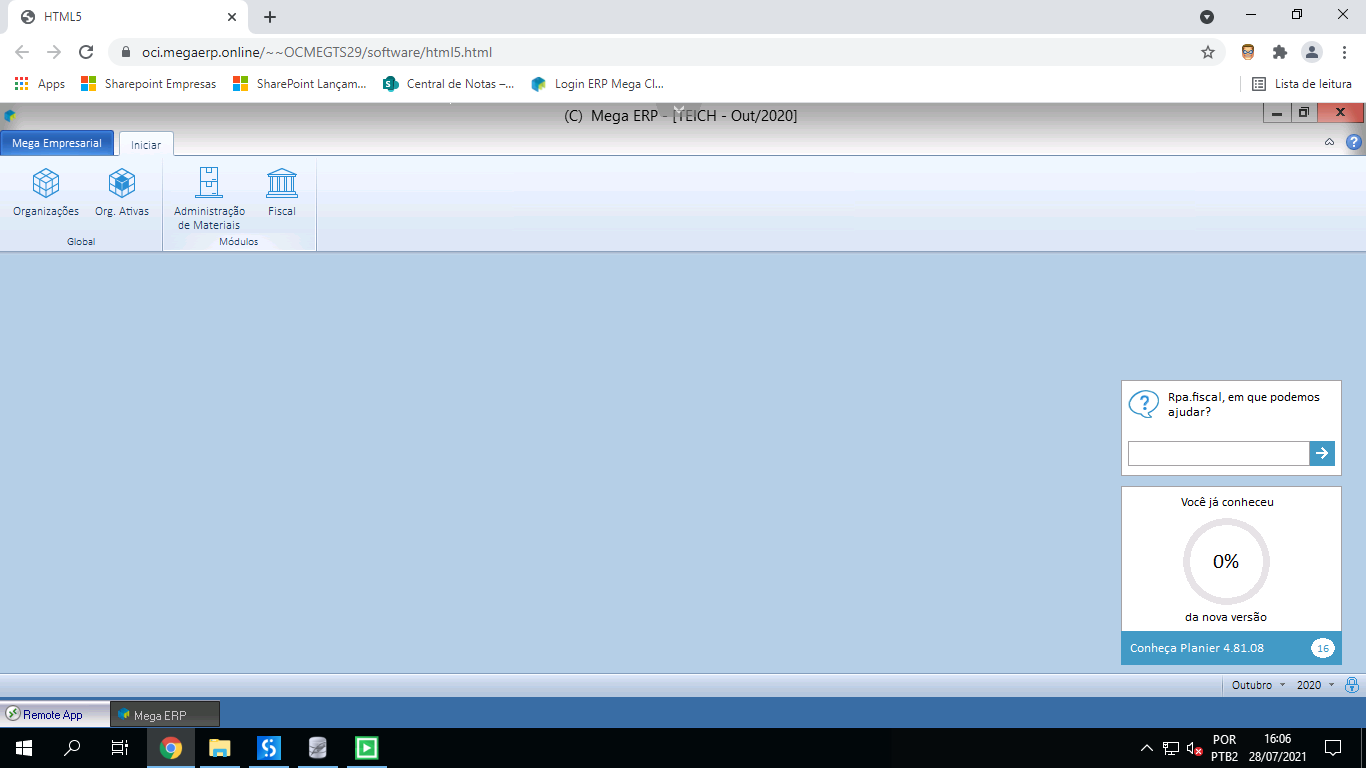 HTML5
oci.megaerp.online/~~OCMEGTS29/software/html5.html
Apps
Sharepoint Empresas
SharePoint Lançam...
Central de Notas –...
Login ERP Mega Cl...
Lista de leitura
(C) Mega ERP - [TEICH - Out/2020]
Mega Empresarial
Iniciar
Organizações
Org. Ativas
Administração
de Materiais
Fiscal
Global
Módulos
Rpa.fiscal, em que podemos
ajudar?
Você já conheceu
0%
da nova versão
Conheça Planier 4.81.08
16
Outubro
2020
Remote App
Mega ERP
POR
PTB2
16:06
28/07/2021